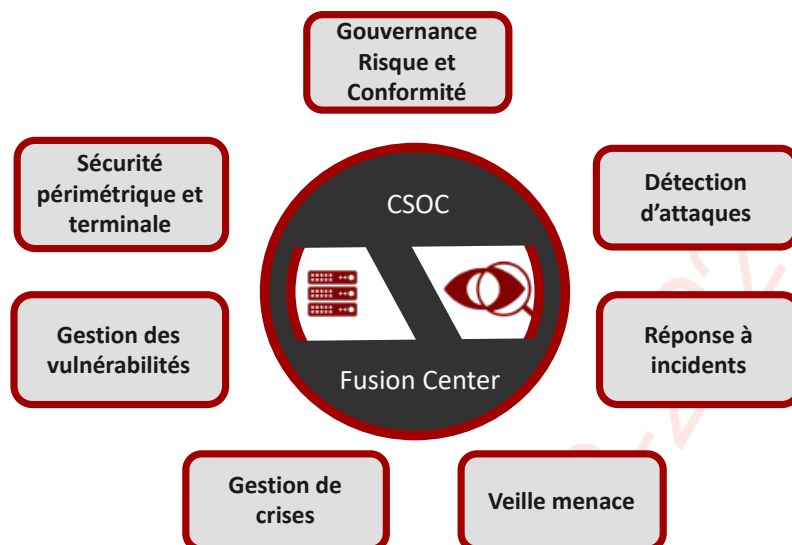 Gouvernance
Risque et
Conformité
Sécurité
périmétrique et
terminale
Détection
d’attaques
CSOC
Gestion des
vulnérabilités
Réponse à
incidents
Fusion Center
Gestion de
crises
Veille menace